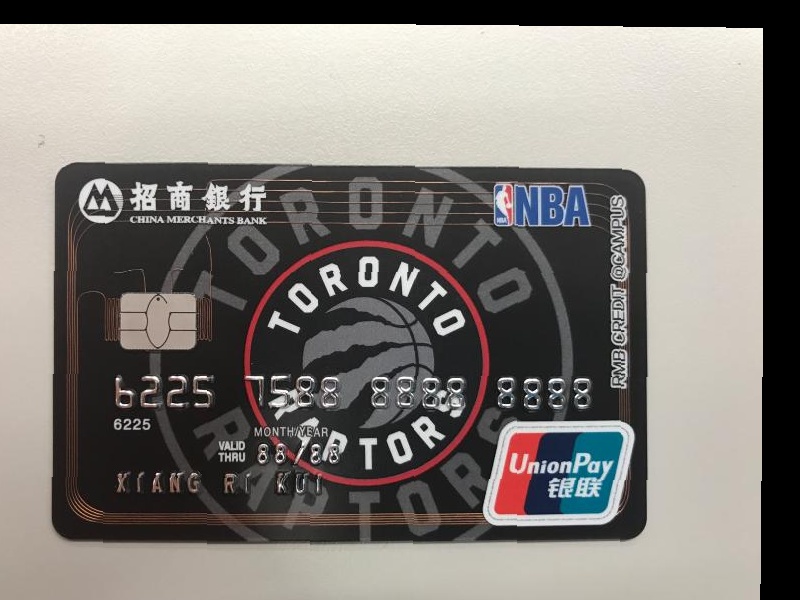 招商銀行
CHINA MERCHANTS BANK
NBA
NBA
RMB CREDIT @CAMPUS
TORONTO
RAPTORS
TORONTO
RAPTORS
6225 7588 8888 8888
6225
MONTH/YEAR
VALID THRU 88/88
XIANG RI KUI
UnionPay
银联